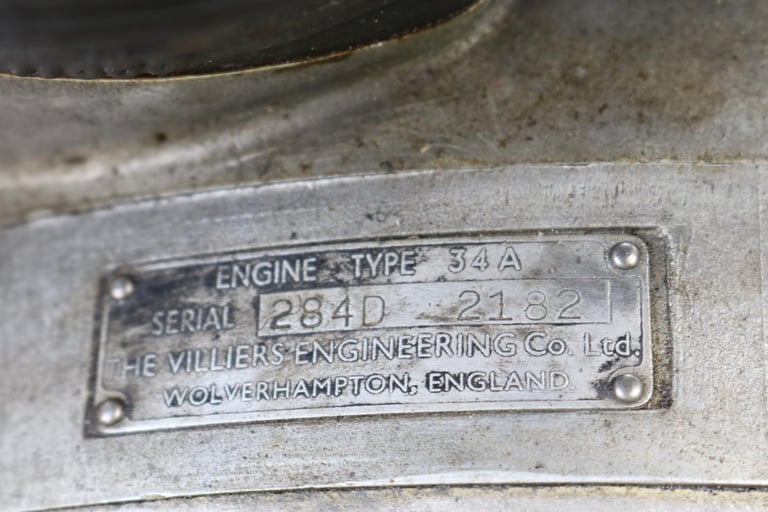 ENGINE TYPE 34A
SERIAL 284D 2182
THE VILLIERS ENGINEERING Co. Ltd.
WOLVERHAMPTON, ENGLAND.